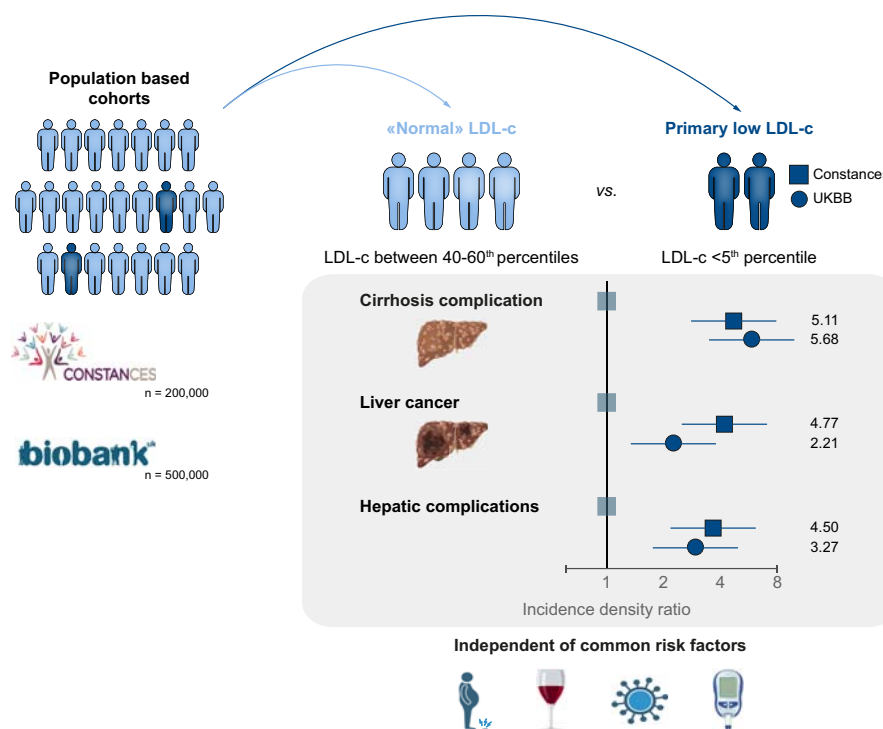 Population based
cohorts
«Normal» LDL-c
Primary low LDL-c
Constance
UKBB
vs.
LDL-c between 40-60th percentiles
LDL-c <5th percentile
CONSTANCES
n = 200,000
biobank uk
n = 500,000
Cirrhosis complication
5.11
5.68
Liver cancer
4.77
2.21
Hepatic complications
4.50
3.27
1 2 4 8
Incidence density ratio
Independent of common risk factors